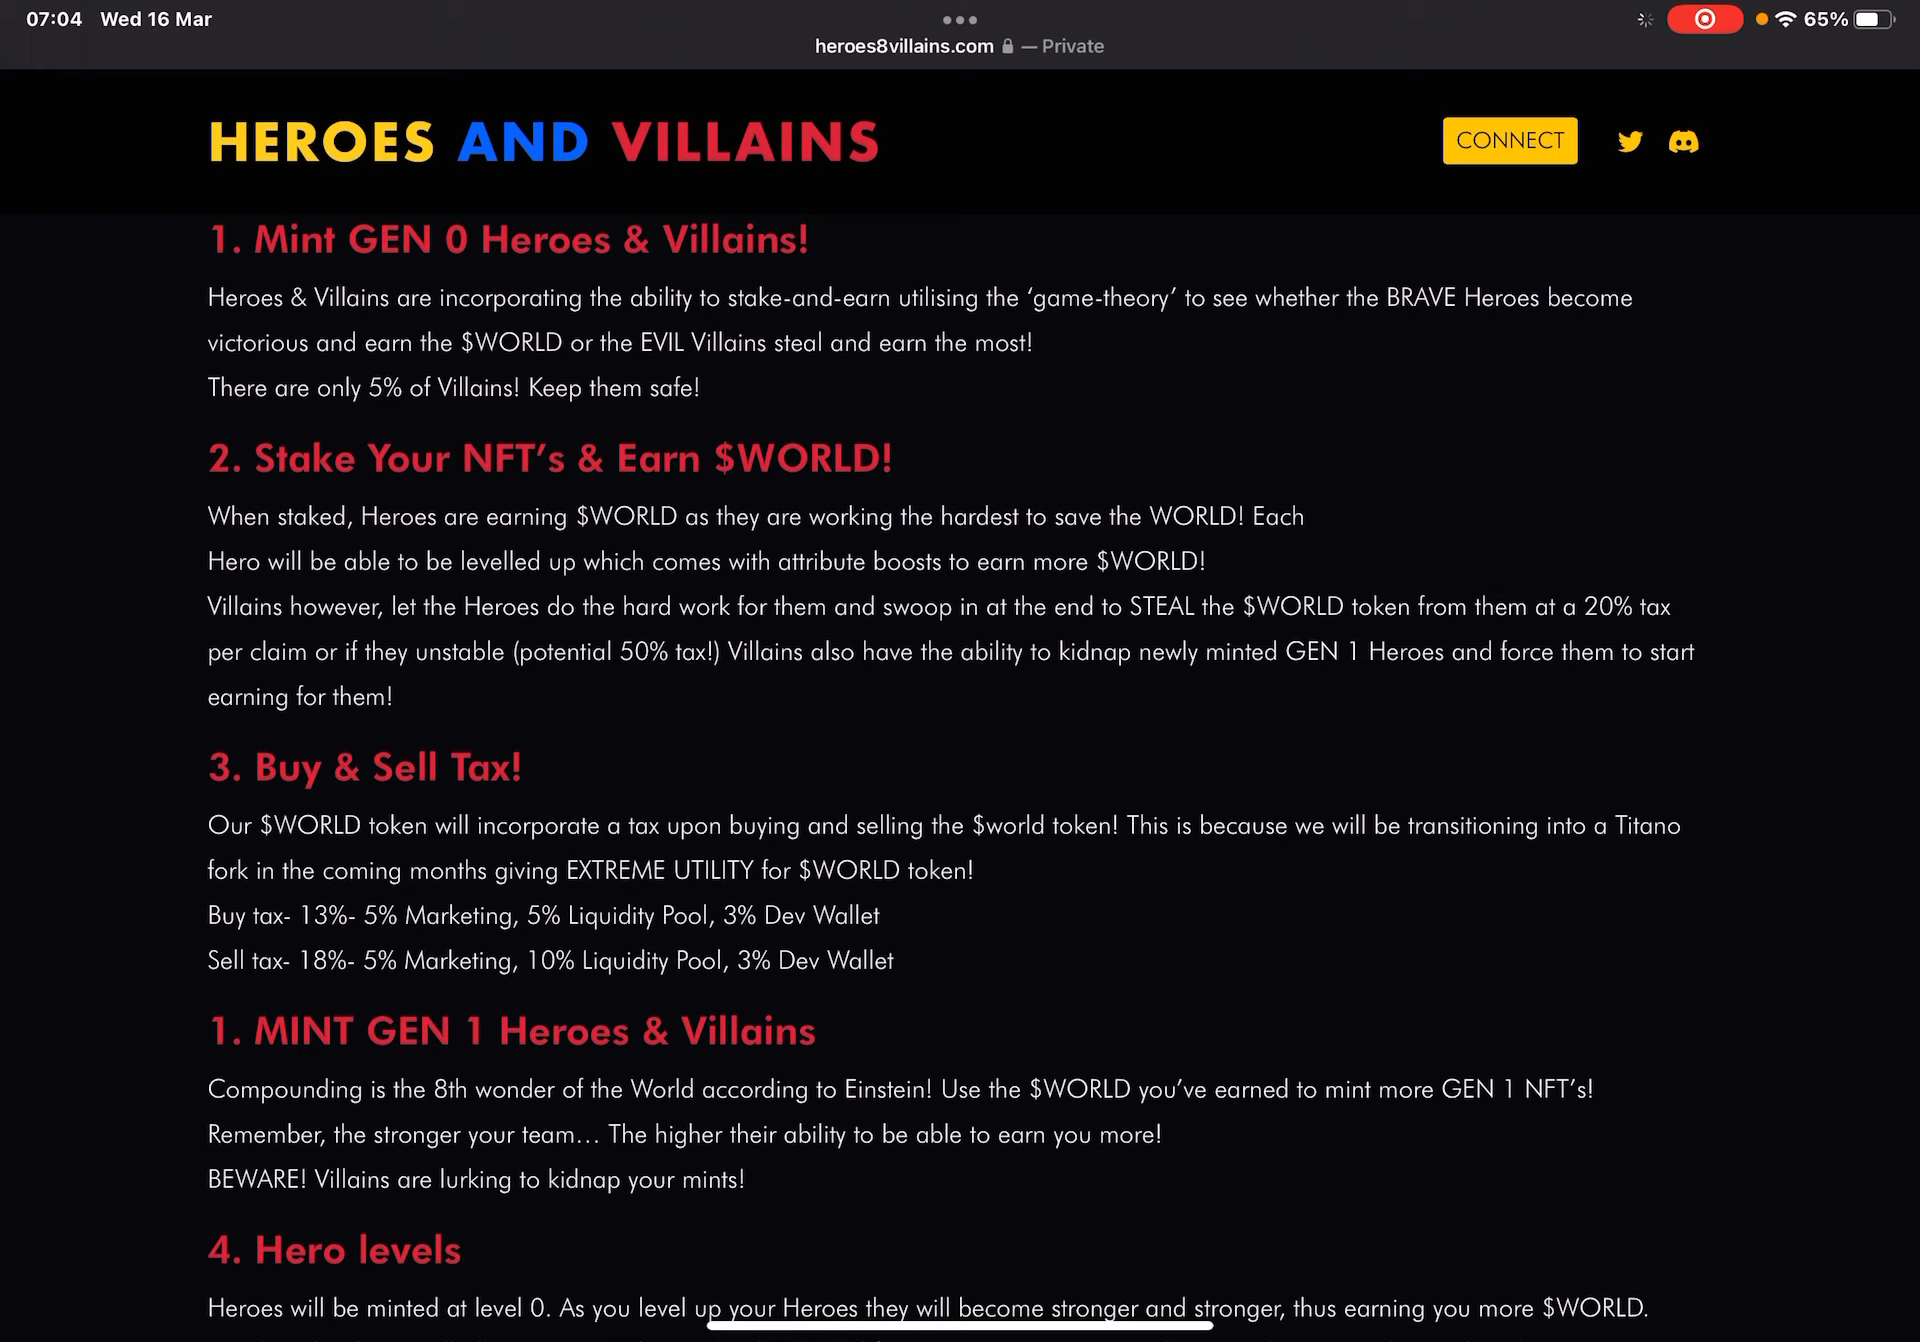 07:04 Wed 16 Mar
65%
heroes8villains.com — Private
HEROES AND VILLAINS
CONNECT
1. Mint GEN 0 Heroes & Villains!
Heroes & Villains are incorporating the ability to stake-and-earn utilising the ‘game-theory’ to see whether the BRAVE Heroes become
victorious and earn the $WORLD or the EVIL Villains steal and earn the most!
There are only 5% of Villains! Keep them safe!
2. Stake Your NFT’s & Earn $WORLD!
When staked, Heroes are earning $WORLD as they are working the hardest to save the WORLD! Each
Hero will be able to be levelled up which comes with attribute boosts to earn more $WORLD!
Villains however, let the Heroes do the hard work for them and swoop in at the end to STEAL the $WORLD token from them at a 20% tax
per claim or if they unstable (potential 50% tax!) Villains also have the ability to kidnap newly minted GEN 1 Heroes and force them to start
earning for them!
3. Buy & Sell Tax!
Our $WORLD token will incorporate a tax upon buying and selling the $world token! This is because we will be transitioning into a Titano
fork in the coming months giving EXTREME UTILITY for $WORLD token!
Buy tax- 13%- 5% Marketing, 5% Liquidity Pool, 3% Dev Wallet
Sell tax- 18%- 5% Marketing, 10% Liquidity Pool, 3% Dev Wallet
1. MINT GEN 1 Heroes & Villains
Compounding is the 8th wonder of the World according to Einstein! Use the $WORLD you’ve earned to mint more GEN 1 NFT’s!
Remember, the stronger your team... The higher their ability to be able to earn you more!
BEWARE! Villains are lurking to kidnap your mints!
4. Hero levels
Heroes will be minted at level 0. As you level up your Heroes they will become stronger and stronger, thus earning you more $WORLD.